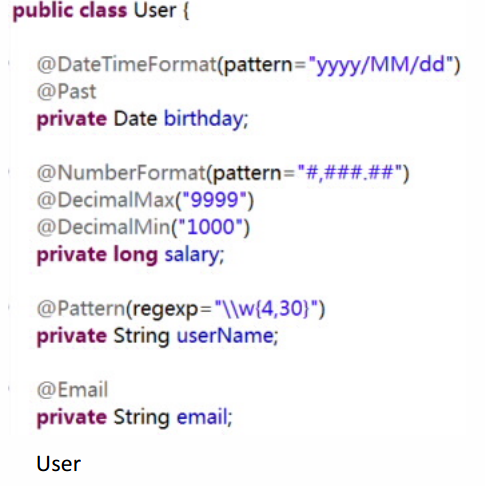 public class User {
@DateTimeFormat(pattern="yyyy/MM/dd")
@Past
private Date birthday;
@NumberFormat(pattern="#,###.##")
@DecimalMax("9999")
@DecimalMin("1000")
private long salary;
@Pattern(regexp="\\w{4,30}")
private String userName;
@Email
private String email;
User